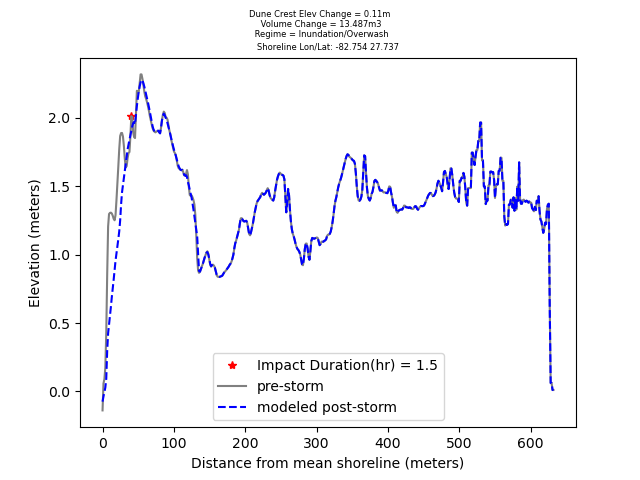 Dune Crest Elev Change = 0.11m
Volume Change = 13.487m3
Regime = Inundation/Overwash
Shoreline Lon/Lat: -82.754 27.737
2.0
1.5
1.0
0.5
0.0
Elevation (meters)
Impact Duration(hr) = 1.5
pre-storm
modeled post-storm
0 100 200 300 400 500 600
Distance from mean shoreline (meters)